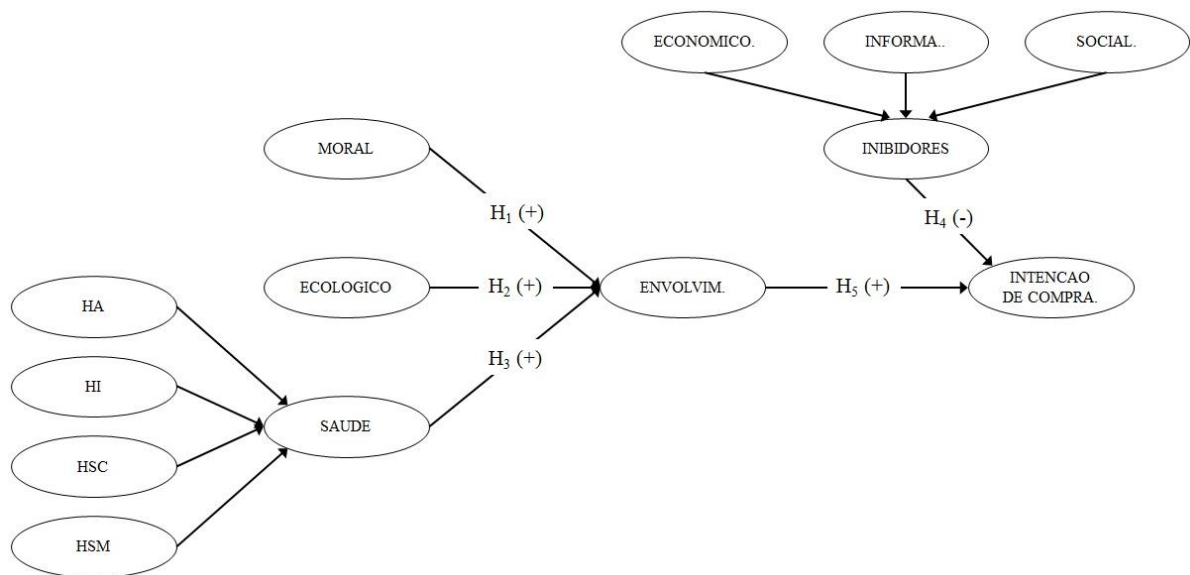 ECONOMICO.
INFORMA..
SOCIAL.
MORAL
INIBIDORES
H₁ (+)
H₄ (-)
ECOLOGICO
H₂ (+)
ENVOLVIM.
H₅ (+)
INTENCAO
DE COMPRA.
HA
H₃ (+)
HI
SAUDE
HSC
HSM